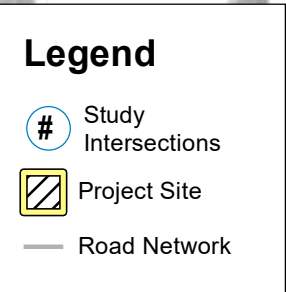 Legend
# Study
Intersections
Project Site
Road Network